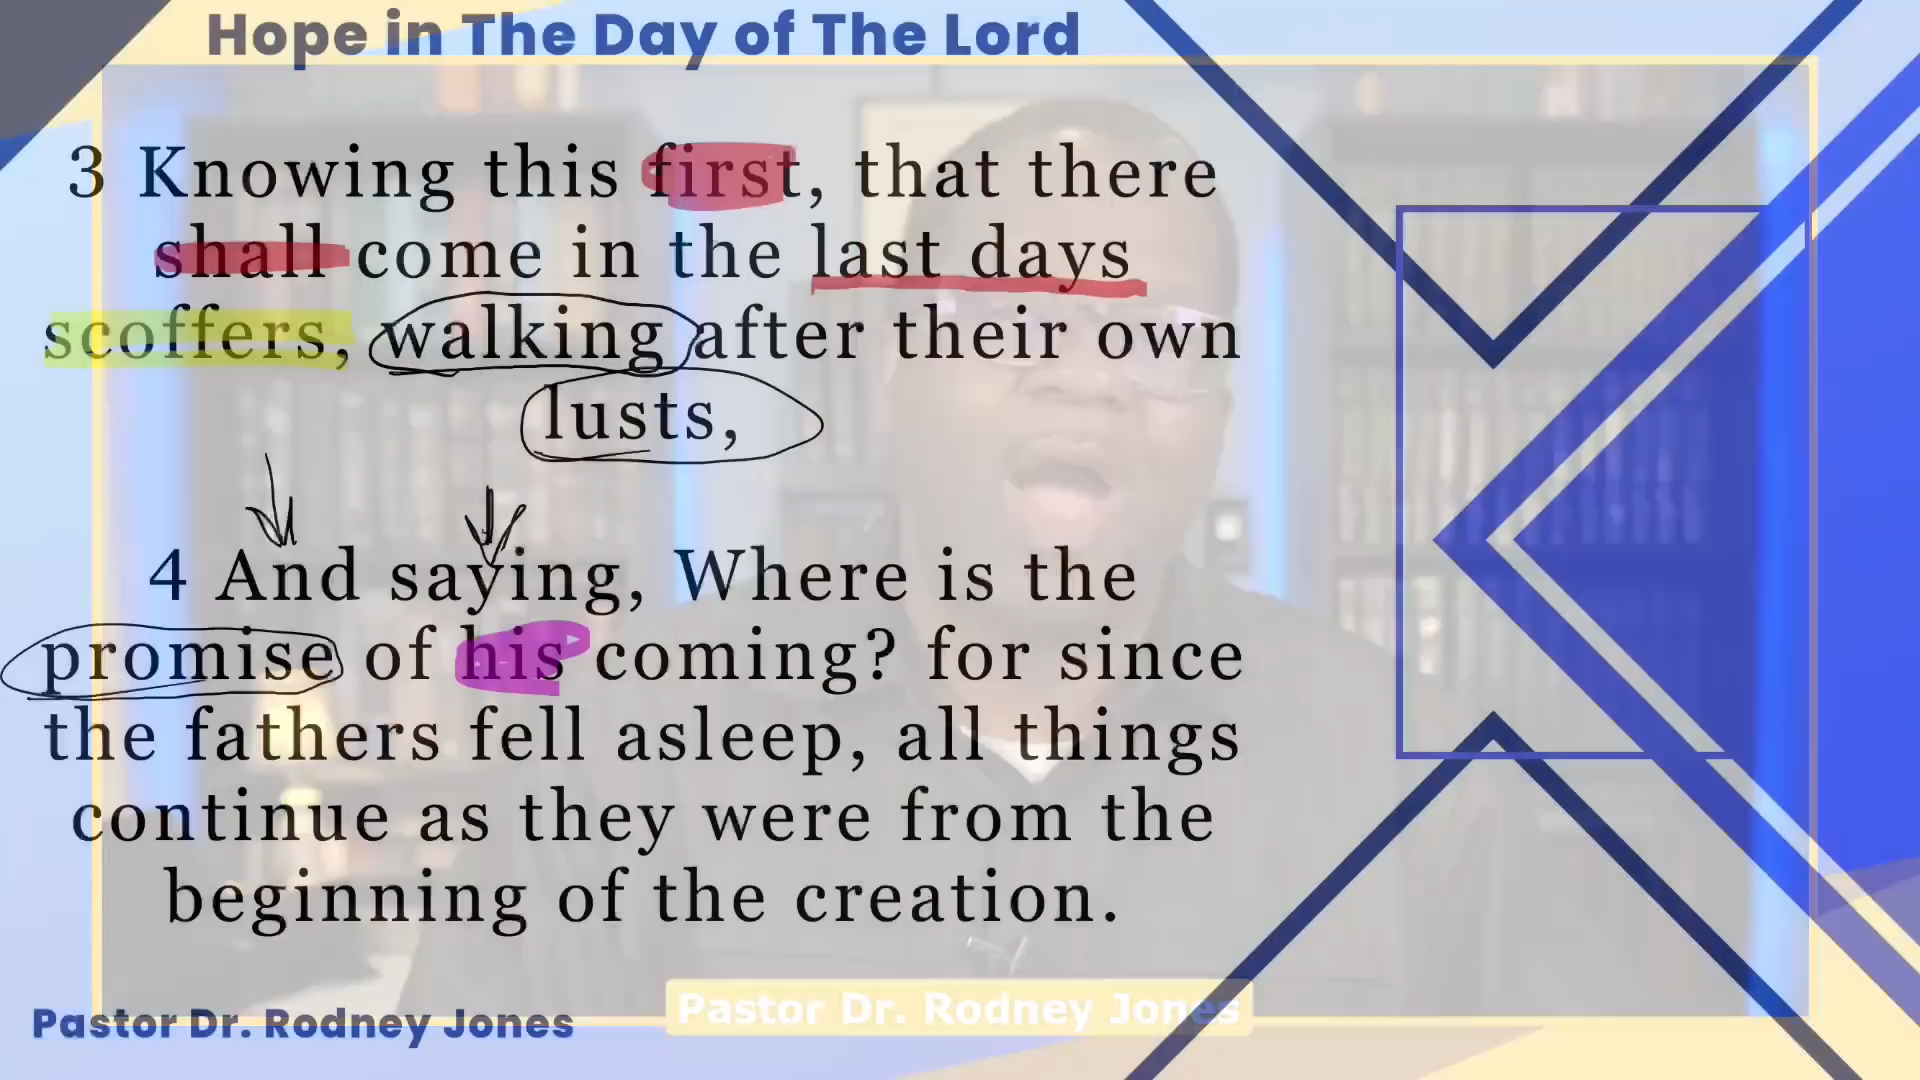 Hope in The Day of The Lord
3 Knowing this first, that there
shall come in the last days
scoffers, walking after their own
lusts,
4 And saying, Where is the
promise of his coming? for since
the fathers fell asleep, all things
continue as they were from the
beginning of the creation.
Pastor Dr. Rodney Jones
Pastor Dr. Rodney Jones